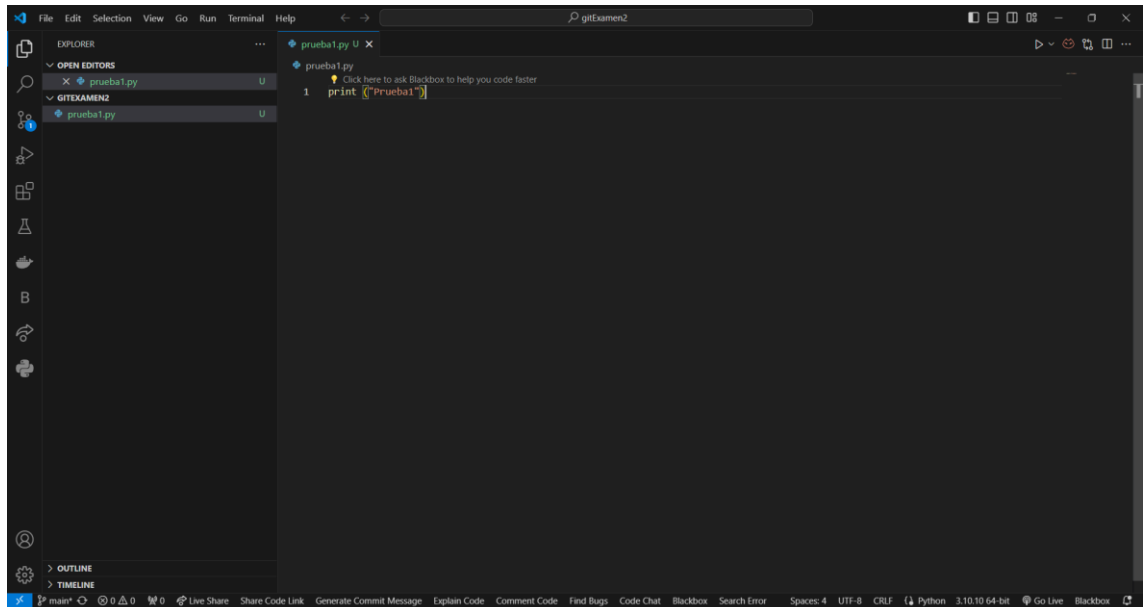 File Edit Selection View Go Run Terminal Help
gitExamen2
EXPLORER
OPEN EDITORS
prueba1.py U
GITEXAMEN2
prueba1.py U
OUTLINE
TIMELINE
prueba1.py U
prueba1.py
Click here to ask Blackbox to help you code faster
1 print ("Prueba1")
main* 0 0 0 Live Share Share Code Link Generate Commit Message Explain Code Comment Code Find Bugs Code Chat Blackbox Search Error Spaces: 4 UTF-8 CRLF Python 3.10.10 64-bit Go Live Blackbox